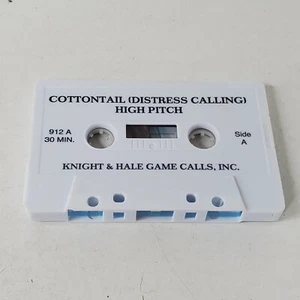 COTTONTAIL (DISTRESS CALLING)
HIGH PITCH
912 A
30 MIN.
Side
A
KNIGHT & HALE GAME CALLS, INC.